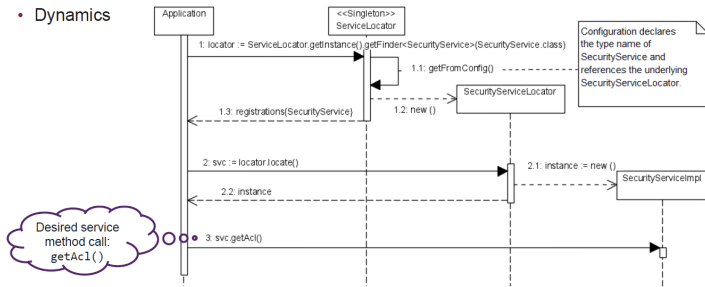 • Dynamics
Application
<<Singleton>>
ServiceLocator
Configuration declares
the type name of
SecurityService and
references the underlying
SecurityServiceLocator.
1: locator := ServiceLocator.getInstance().getFinder<SecurityService>(SecurityService.class)
1.1: getFromConfig()
SecurityServiceLocator
1.2: new ()
1.3: registrations{SecurityService}
2: svc := locator.locate()
2.1: instance := new ()
SecurityServiceImpl
2.2: instance
Desired service
method call:
getAcl()
3: svc.getAcl()